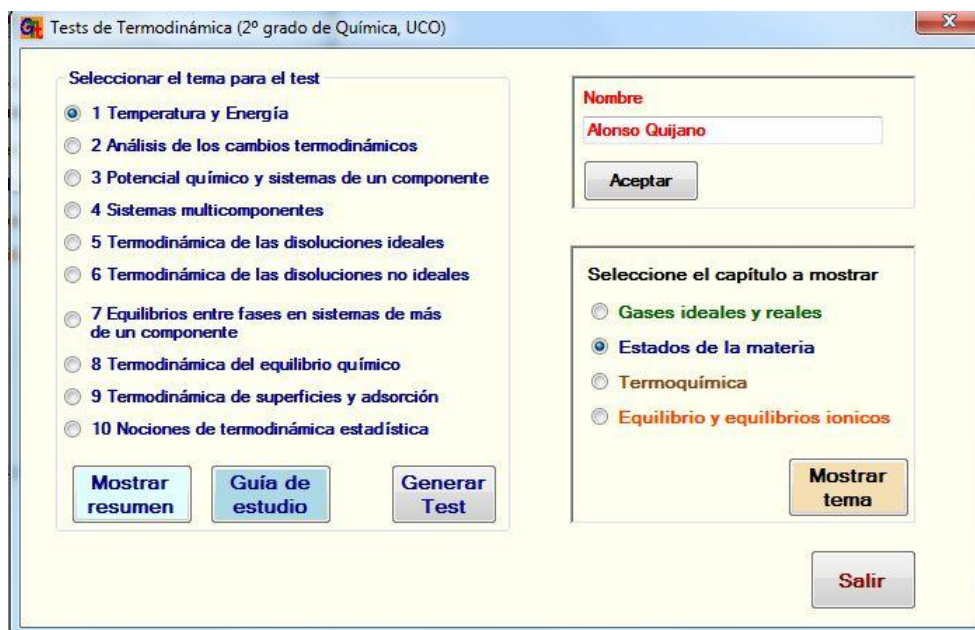 Tests de Termodinámica (2º grado de Química, UCO)
Seleccionar el tema para el test
1 Temperatura y Energía
2 Análisis de los cambios termodinámicos
3 Potencial químico y sistemas de un componente
4 Sistemas multicomponentes
5 Termodinámica de las disoluciones ideales
6 Termodinámica de las disoluciones no ideales
7 Equilibrios entre fases en sistemas de más
de un componente
8 Termodinámica del equilibrio químico
9 Termodinámica de superficies y adsorción
10 Nociones de termodinámica estadística
Mostrar
resumen
Guía de
estudio
Generar
Test
Nombre
Alonso Quijano
Aceptar
Seleccione el capítulo a mostrar
Gases ideales y reales
Estados de la materia
Termoquímica
Equilibrio y equilibrios ionicos
Mostrar
tema
Salir